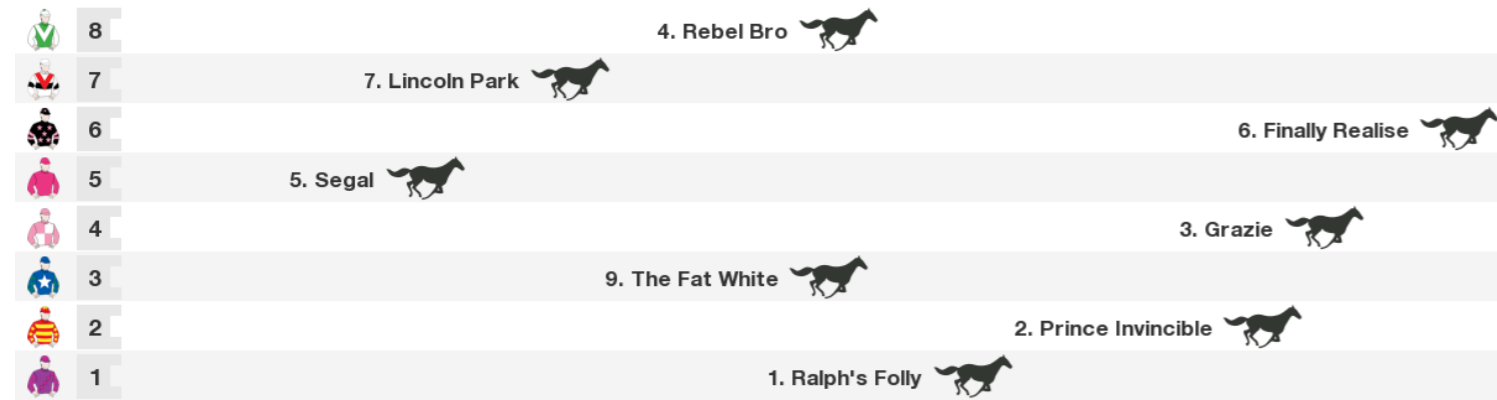 8 4. Rebel Bro
7 7. Lincoln Park
6 6. Finally Realise
5 5. Segal
4 3. Grazie
3 9. The Fat White
2 2. Prince Invincible
1 1. Ralph's Folly